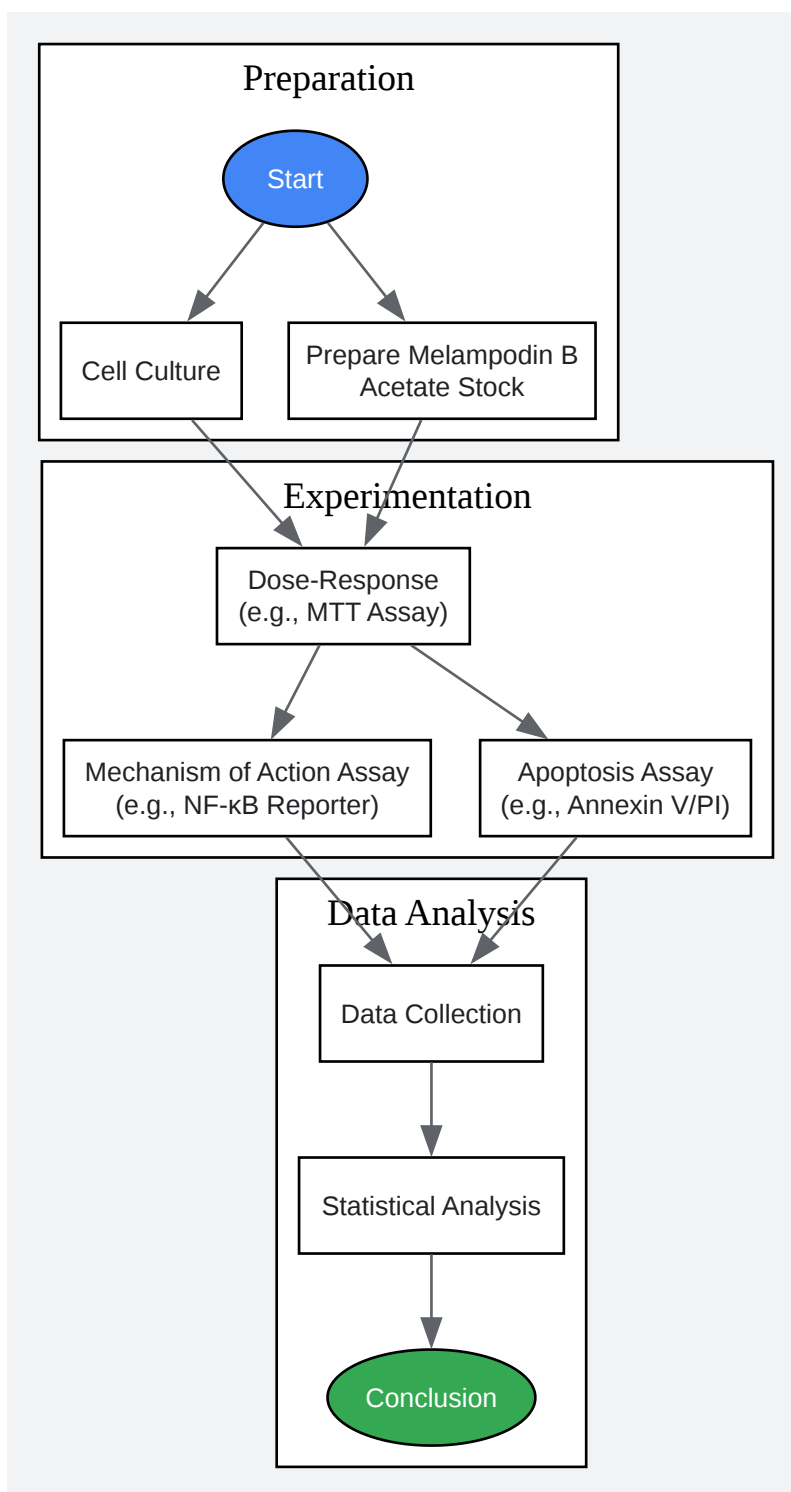 Preparation
Start
Cell Culture
Prepare Melampodin B
Acetate Stock
Experimentation
Dose-Response
(e.g., MTT Assay)
Mechanism of Action Assay
(e.g., NF-κB Reporter)
Apoptosis Assay
(e.g., Annexin V/PI)
Data Analysis
Data Collection
Statistical Analysis
Conclusion